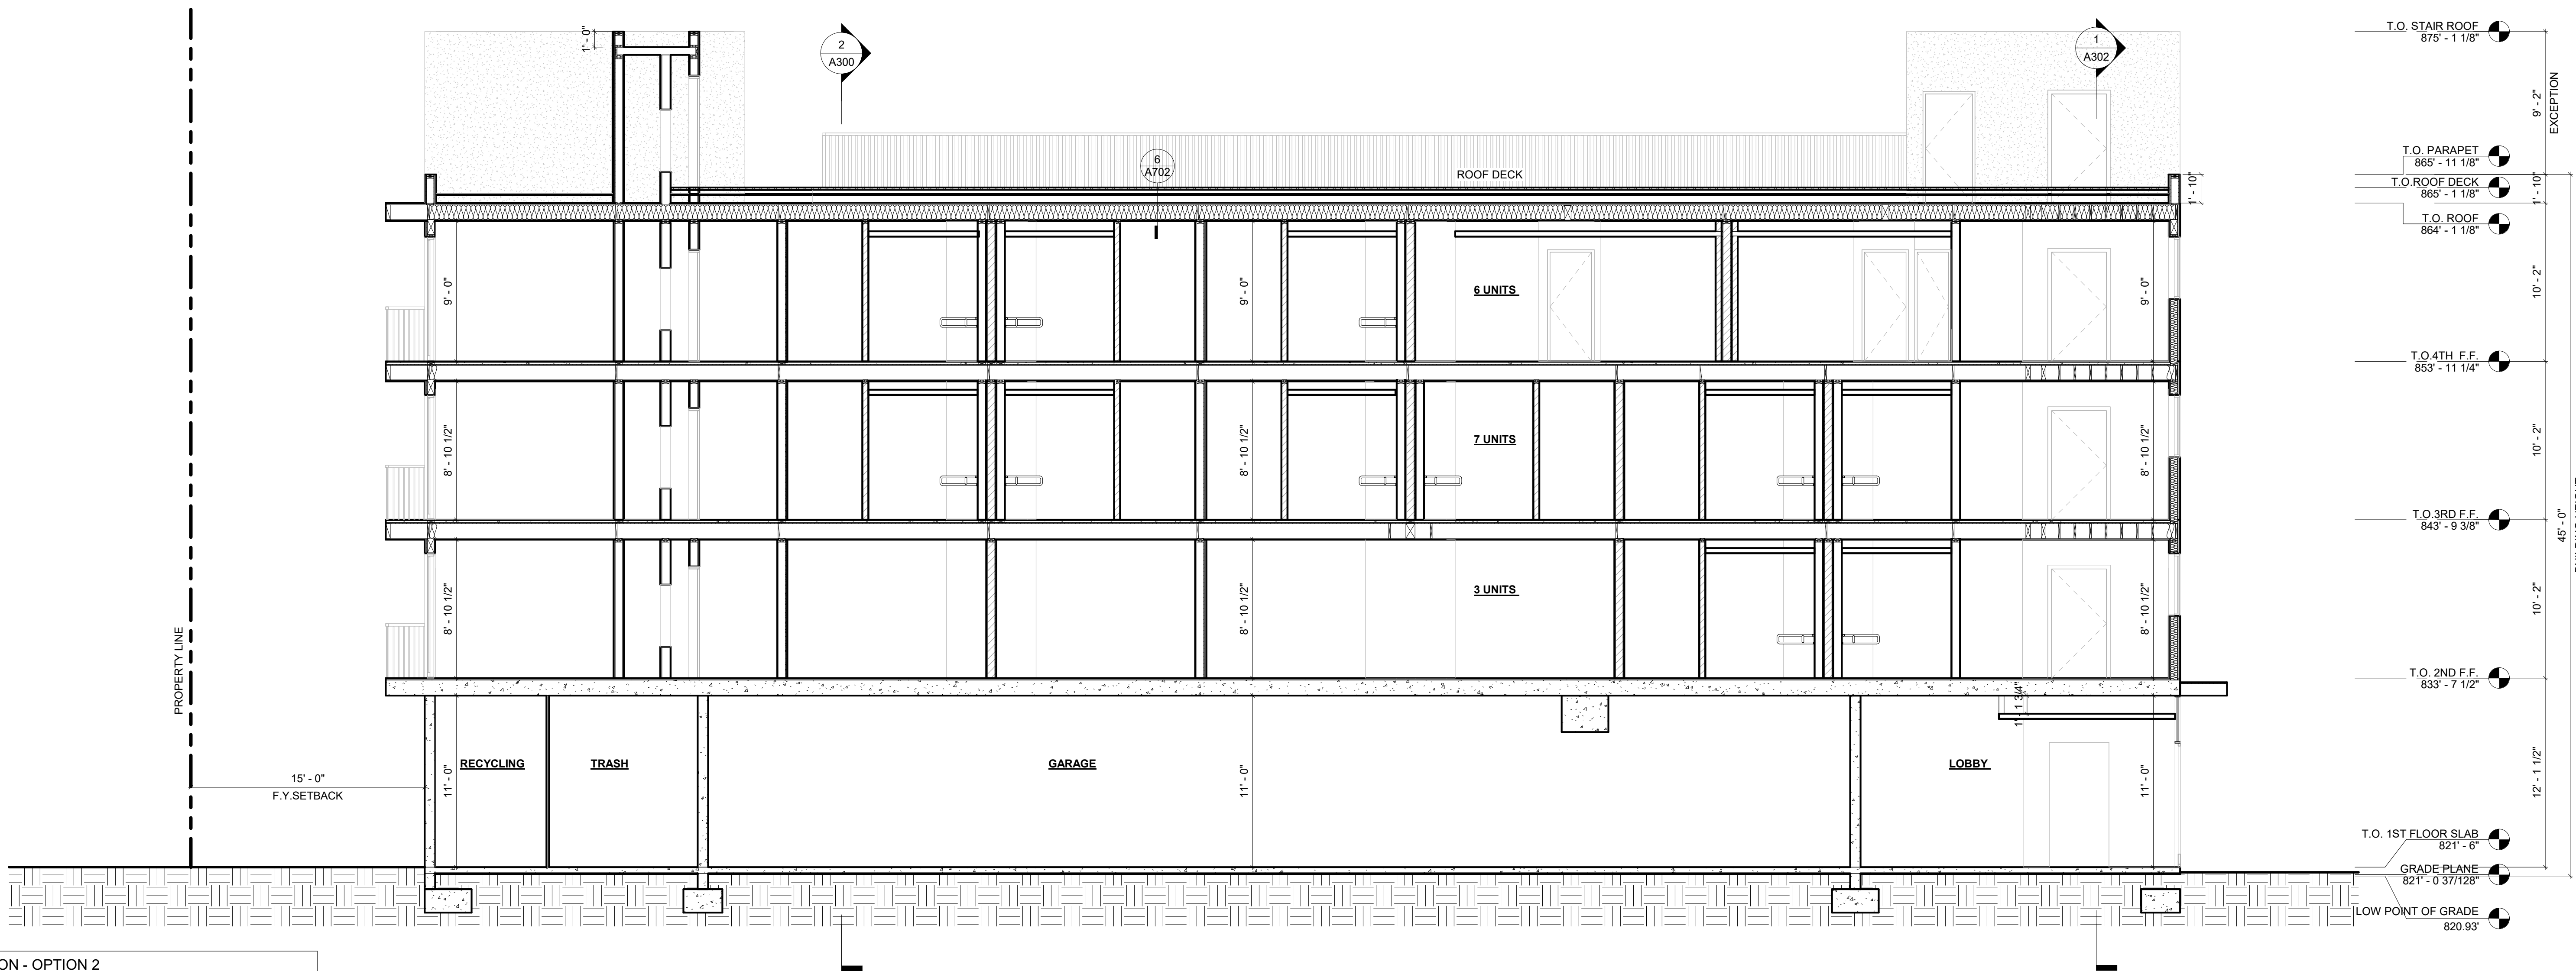 T.O. STAIR ROOF
875' - 1 1/8"
1' - 0"
2
A300
1
A302
9' - 2"
EXCEPTION
T.O. PARAPET
865' - 11 1/8"
6
A702
ROOF DECK
1' - 10"
T.O.ROOF DECK
865' - 1 1/8"
1' - 10"
T.O. ROOF
864' - 1 1/8"
9' - 0"
9' - 0"
6 UNITS
9' - 0"
10' - 2"
T.O.4TH F.F.
853' - 11 1/4"
8' - 10 1/2"
8' - 10 1/2"
7 UNITS
8' - 10 1/2"
10' - 2"
T.O.3RD F.F.
843' - 9 3/8"
45' - 0"
8' - 10 1/2"
8' - 10 1/2"
3 UNITS
8' - 10 1/2"
10' - 2"
PROPERTY LINE
T.O. 2ND F.F.
833' - 7 1/2"
1' - 1 3/4"
RECYCLING
TRASH
GARAGE
LOBBY
15' - 0"
F.Y.SETBACK
11' - 0"
11' - 0"
11' - 0"
12' - 1 1/2"
T.O. 1ST FLOOR SLAB
821' - 6"
GRADE PLANE
821' - 0 37/128"
LOW POINT OF GRADE
820.93'
ON - OPTION 2